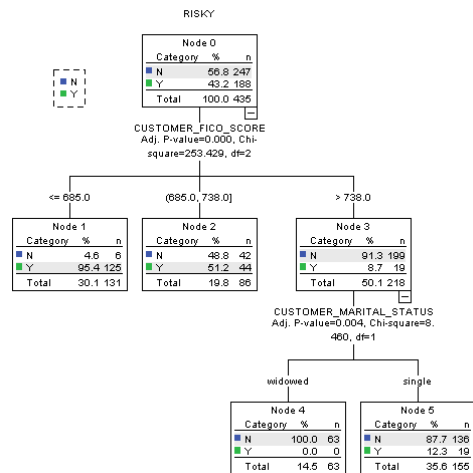 RISKY
N
Y
Node 0
Category % n
N 56.8 247
Y 43.2 188
Total 100.0 435
CUSTOMER_FICO_SCORE
Adj. P-value=0.000, Chi-
square=253.429, df=2
<= 685.0
(685.0, 738.0]
> 738.0
Node 1
Category % n
N 4.6 6
Y 95.4 125
Total 30.1 131
Node 2
Category % n
N 48.8 42
Y 51.2 44
Total 19.8 86
Node 3
Category % n
N 91.3 199
Y 8.7 19
Total 50.1 218
CUSTOMER_MARITAL_STATUS
Adj. P-value=0.004, Chi-square=8.
460, df=1
widowed
single
Node 4
Category % n
N 100.0 63
Y 0.0 0
Total 14.5 63
Node 5
Category % n
N 87.7 136
Y 12.3 19
Total 35.6 155